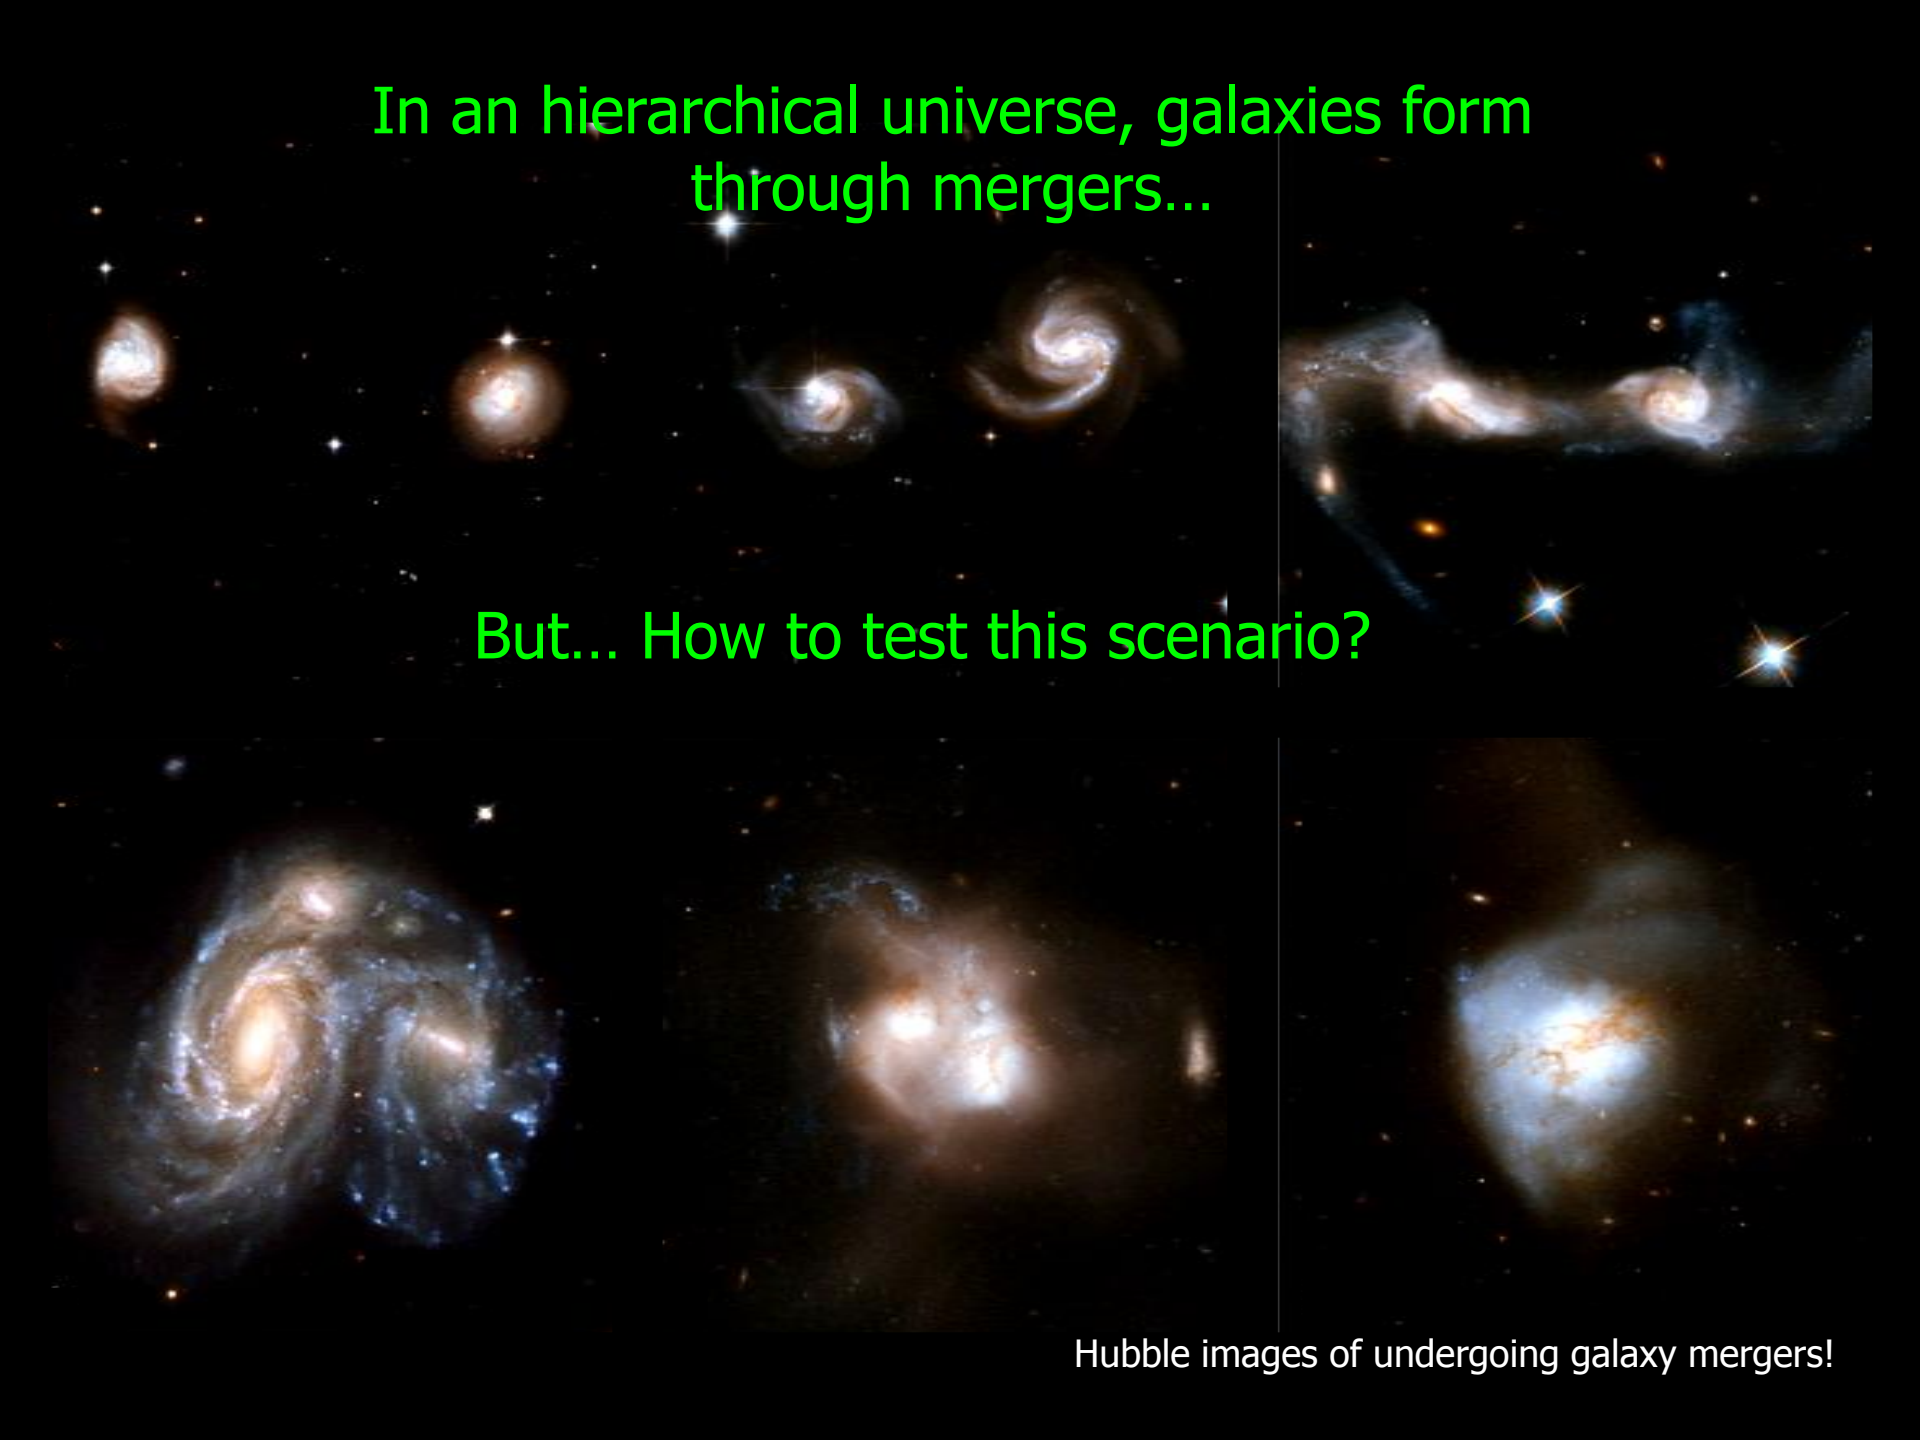 In an hierarchical universe, galaxies form
through mergers…
But… How to test this scenario?
Hubble images of undergoing galaxy mergers!